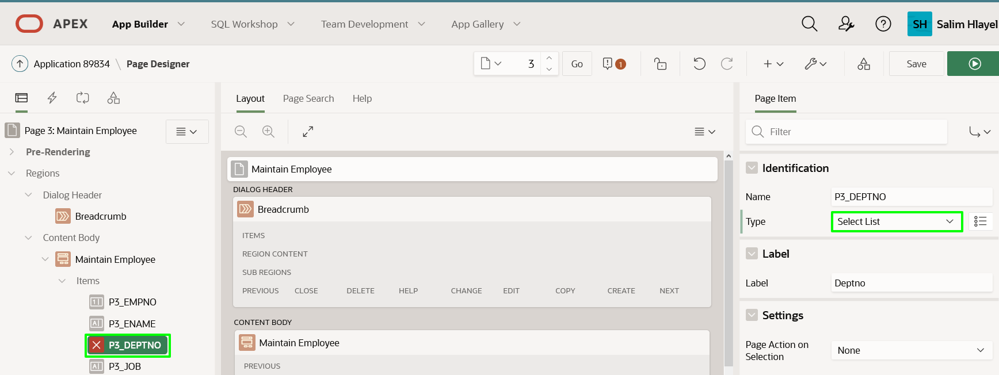 APEX App Builder SQL Workshop Team Development App Gallery SH Salim Hlayel
Application 89834 \ Page Designer 3 Go 1 Save
Layout Page Search Help
Page Item
Page 3: Maintain Employee
Pre-Rendering
Regions
Dialog Header
Breadcrumb
Content Body
Maintain Employee
Items
P3_EMPNO
P3_ENAME
P3_DEPTNO
P3_JOB
Maintain Employee
DIALOG HEADER
Breadcrumb
ITEMS
REGION CONTENT
SUB REGIONS
PREVIOUS CLOSE DELETE HELP CHANGE EDIT COPY CREATE NEXT
CONTENT BODY
Maintain Employee
PREVIOUS
Filter
Identification
Name P3_DEPTNO
Type Select List
Label
Label Deptno
Settings
Page Action on
Selection
None